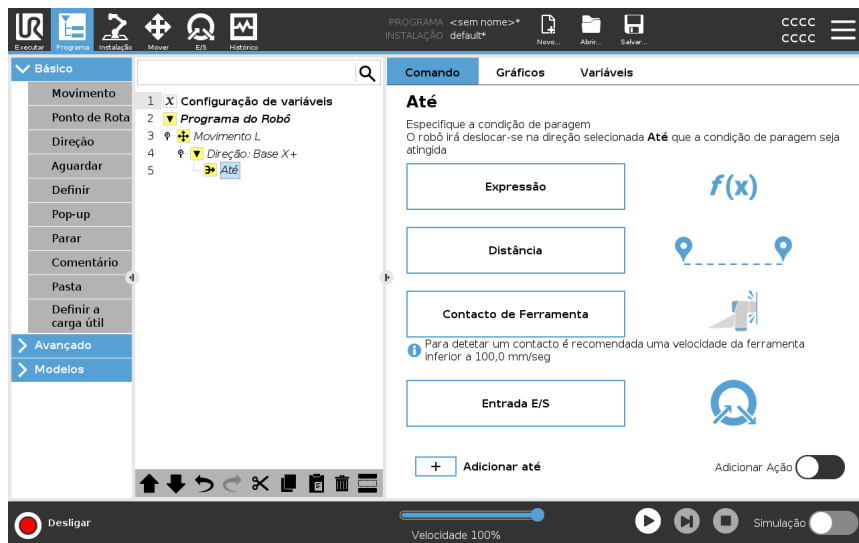 UR
Executar
Programa
Instalação
Mover
E/S
Histórico
PROGRAMA <sem nome>*
INSTALAÇÃO default*
Novo...
Abrir...
Salvar...
cccc
cccc
Básico
Movimento
Ponto de Rota
Direção
Aguardar
Definir
Pop-up
Parar
Comentário
Pasta
Definir a
carga útil
Avançado
Modelos
1 X Configuração de variáveis
2 Programa do Robô
3 Movimento L
4 Direção: Base X+
5 Até
Comando Gráficos Variáveis
Até
Especifique a condição de paragem
O robô irá deslocar-se na direção selecionada Até que a condição de paragem seja
atingida
Expressão
f(x)
Distância
Contacto de Ferramenta
Para detetar um contacto é recomendada uma velocidade da ferramenta
inferior a 100,0 mm/seg
Entrada E/S
+ Adicionar até
Adicionar Ação
Desligar
Velocidade 100%
Simulação